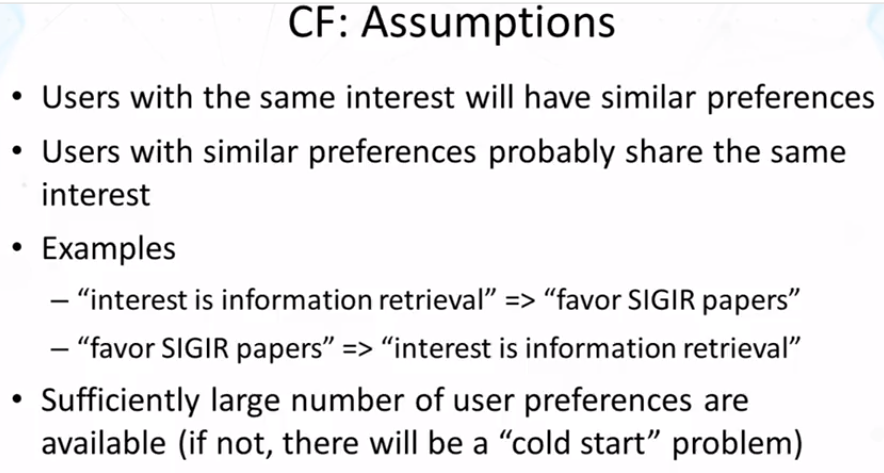 CF: Assumptions
• Users with the same interest will have similar preferences
• Users with similar preferences probably share the same
interest
• Examples
– “interest is information retrieval” => “favor SIGIR papers”
– “favor SIGIR papers” => “interest is information retrieval”
• Sufficiently large number of user preferences are
available (if not, there will be a “cold start” problem)